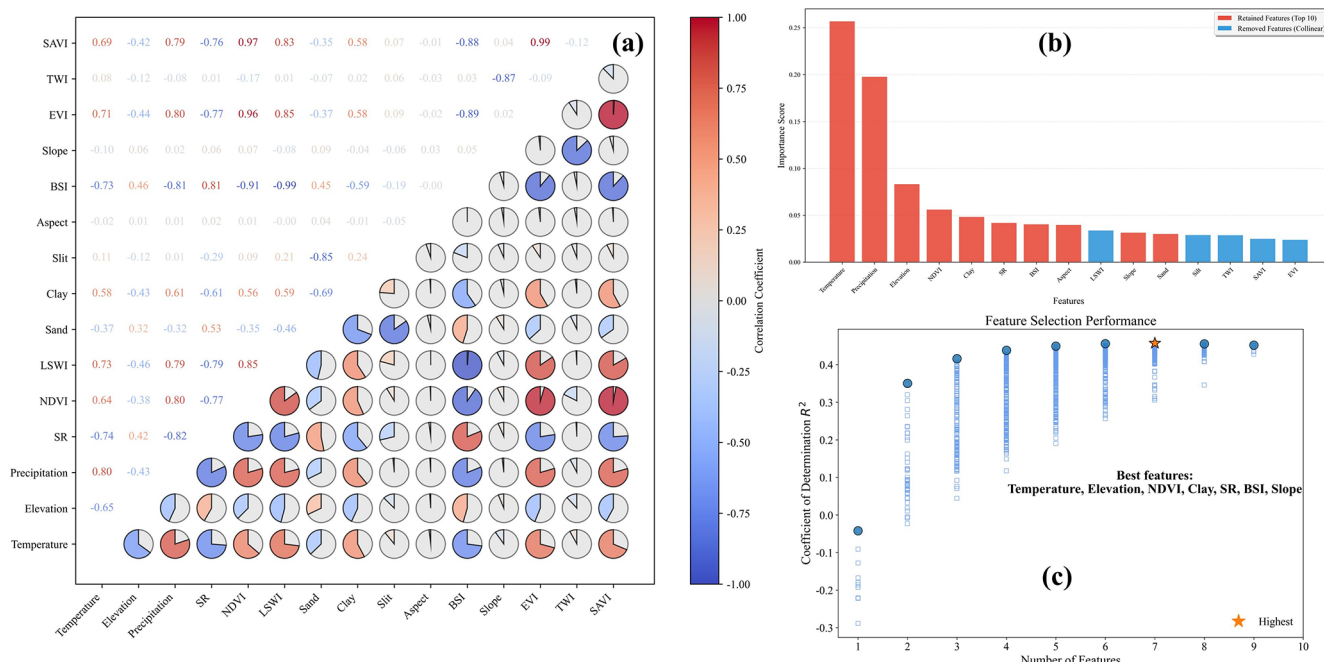 (a)
SAVI 0.69 -0.42 0.79 -0.76 0.97 0.83 -0.35 0.58 0.07 -0.01 -0.88 0.04 0.99 -0.12
TWI 0.08 -0.12 -0.08 0.01 -0.17 0.01 -0.07 0.02 0.06 -0.03 0.03 -0.87 -0.09
EVI 0.71 -0.44 0.80 -0.77 0.96 0.85 -0.37 0.58 0.09 -0.02 -0.89 0.02
Slope -0.10 0.06 0.02 0.06 0.07 -0.08 0.09 -0.04 -0.06 0.03 0.05
BSI -0.73 0.46 -0.81 0.81 -0.91 -0.99 0.45 -0.59 -0.19 -0.00
Aspect -0.02 0.01 0.01 0.02 0.01 -0.00 0.04 -0.01 -0.05
Slit 0.11 -0.12 0.01 -0.29 0.09 0.21 -0.85 0.24
Clay 0.58 -0.43 0.61 -0.61 0.56 0.59 -0.69
Sand -0.37 0.32 -0.32 0.53 -0.35 -0.46
LSWI 0.73 -0.46 0.79 -0.79 0.85
NDVI 0.64 -0.38 0.80 -0.77
SR -0.74 0.42 -0.82
Precipitation 0.80 -0.43
Elevation -0.65
Temperature
Temperature Elevation Precipitation SR NDVI LSWI Sand Clay Slit Aspect BSI Slope EVI TWI SAVI
1.00
0.75
0.50
0.25
0.00
-0.25
-0.50
-0.75
-1.00
Correlation Coefficient
(b)
Retained Features (Top 10)
Removed Features (Collinear)
Importance Score
0.25
0.20
0.15
0.10
0.05
0.00
Temperature Precipitation Elevation NDVI Clay SR BSI Aspect LSWI Slope Sand Silt TWI SAVI EVI
Features
Feature Selection Performance
Coefficient of Determination R²
0.4
0.3
0.2
0.1
0.0
-0.1
-0.2
-0.3
Best features:
Temperature, Elevation, NDVI, Clay, SR, BSI, Slope
(c)
Highest
1 2 3 4 5 6 7 8 9 10
Number of Features